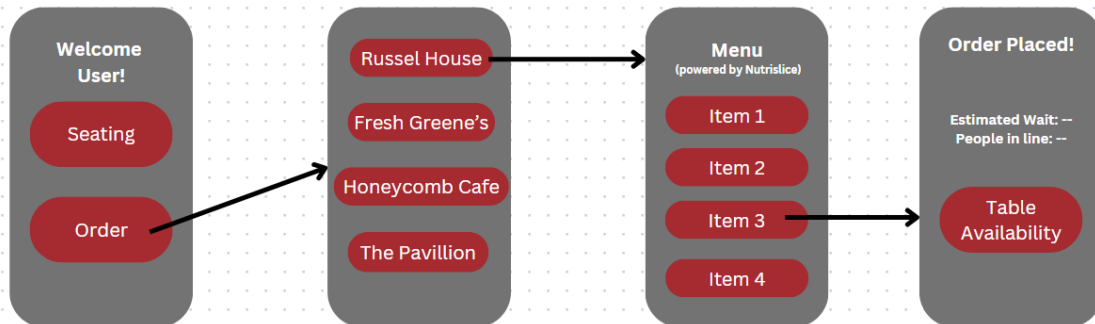 Welcome
User!
Seating
Order
Russel House
Fresh Greene's
Honeycomb Cafe
The Pavillion
Menu
(powered by Nutrislice)
Item 1
Item 2
Item 3
Item 4
Order Placed!
Estimated Wait: --
People in line: --
Table
Availability